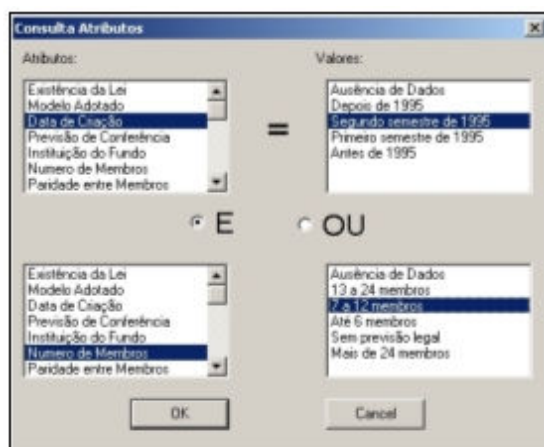 Consulta Atributos
Atributos:
Valores:
Existência da Lei
Modelo Adotado
Data de Criação
Previsão de Conferência
Instituição do Fundo
Numero de Membros
Paridade entre Membros
=
Ausência de Dados
Depois de 1995
Segundo semestre de 1995
Primeiro semestre de 1995
Antes de 1995
E
OU
Existência da Lei
Modelo Adotado
Data de Criação
Previsão de Conferência
Instituição do Fundo
Numero de Membros
Paridade entre Membros
Ausência de Dados
13 a 24 membros
7 a 12 membros
Até 6 membros
Sem previsão legal
Mais de 24 membros
OK
Cancel